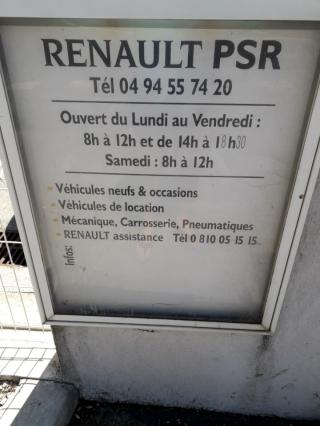 RENAULT PSR
Tél 04 94 55 74 20
Ouvert du Lundi au Vendredi :
8h à 12h et de 14h à 18h30
Samedi : 8h à 12h
Véhicules neufs & occasions
Véhicules de location
Mécanique, Carrosserie, Pneumatiques
RENAULT assistance Tél 0 810 05 15 15
Infos: